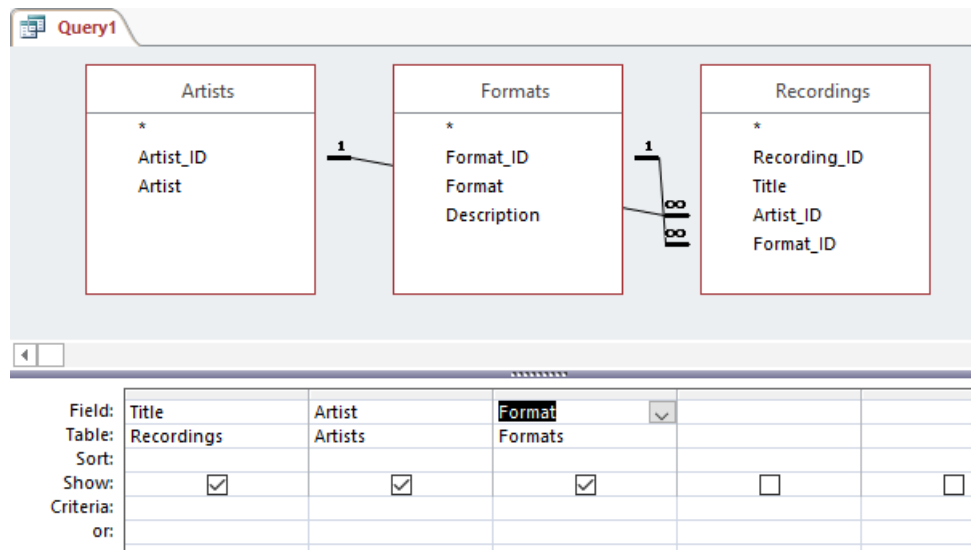 Query1
Artists Formats Recordings
* * *
Artist_ID 1 Format_ID 1 Recording_ID
Artist Format Title
Description ∞ Artist_ID
∞ Format_ID
Field: Title Artist Format
Table: Recordings Artists Formats
Sort:
Show:
Criteria:
or: